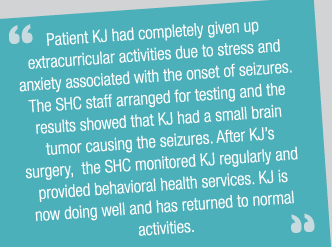 “ Patient KJ had completely given up
extracurricular activities due to stress and
anxiety associated with the onset of seizures.
The SHC staff arranged for testing and the
results showed that KJ had a small brain
tumor causing the seizures. After KJ's
surgery, the SHC monitored KJ regularly and
provided behavioral health services. KJ is
now doing well and has returned to normal
activities. ”